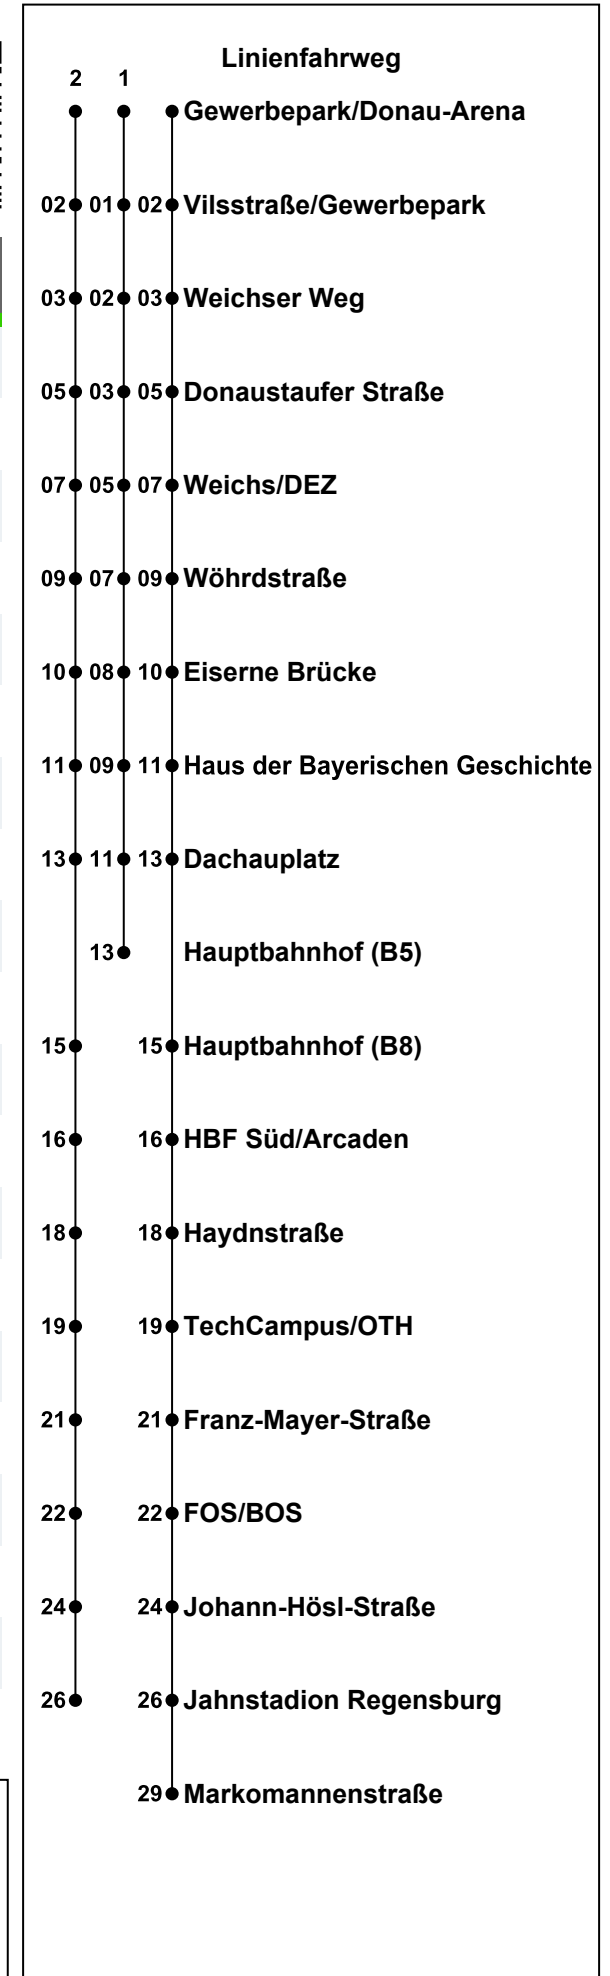 Linienfahrweg
2 1
Gewerbepark/Donau-Arena
02 01 02 Vilsstraße/Gewerbepark
03 02 03 Weichser Weg
05 03 05 Donaustaufer Straße
07 05 07 Weichs/DEZ
09 07 09 Wöhrdstraße
10 08 10 Eiserne Brücke
11 09 11 Haus der Bayerischen Geschichte
13 11 13 Dachauplatz
13 Hauptbahnhof (B5)
15 15 Hauptbahnhof (B8)
16 16 HBF Süd/Arcaden
18 18 Haydnstraße
19 19 TechCampus/OTH
21 21 Franz-Mayer-Straße
22 22 FOS/BOS
24 24 Johann-Hösl-Straße
26 26 Jahnstadion Regensburg
29 Markomannenstraße